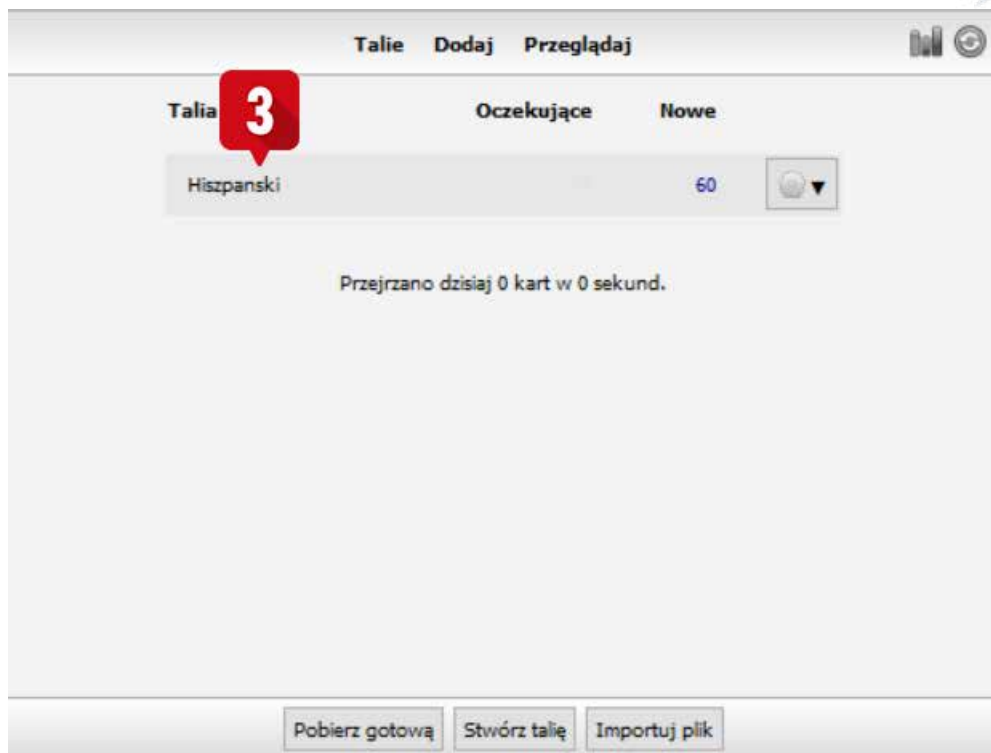 Talie Dodaj Przeglądaj
Talia 3 Oczekujące Nowe
Hiszpanski 60
Przejrzano dzisiaj 0 kart w 0 sekund.
Pobierz gotową Stwórz talię Importuj plik